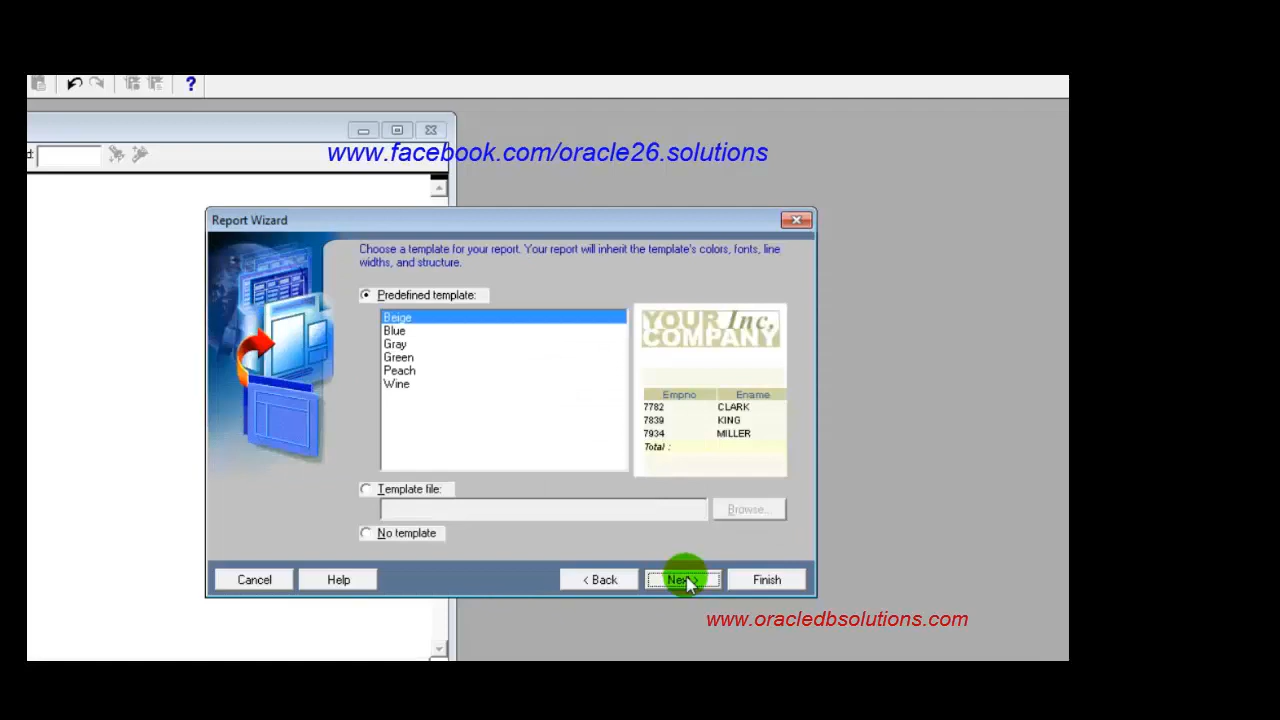 ?
www.facebook.com/oracle26.solutions
Report Wizard
Choose a template for your report. Your report will inherit the template's colors, fonts, line
widths, and structure.
Predefined template:
Beige
Blue
Gray
Green
Peach
Wine
YOUR Inc,
COMPANY
Empno Ename
7782 CLARK
7839 KING
7934 MILLER
Total :
Template file:
Browse...
No template
Cancel Help < Back Next > Finish
www.oracledbsolutions.com